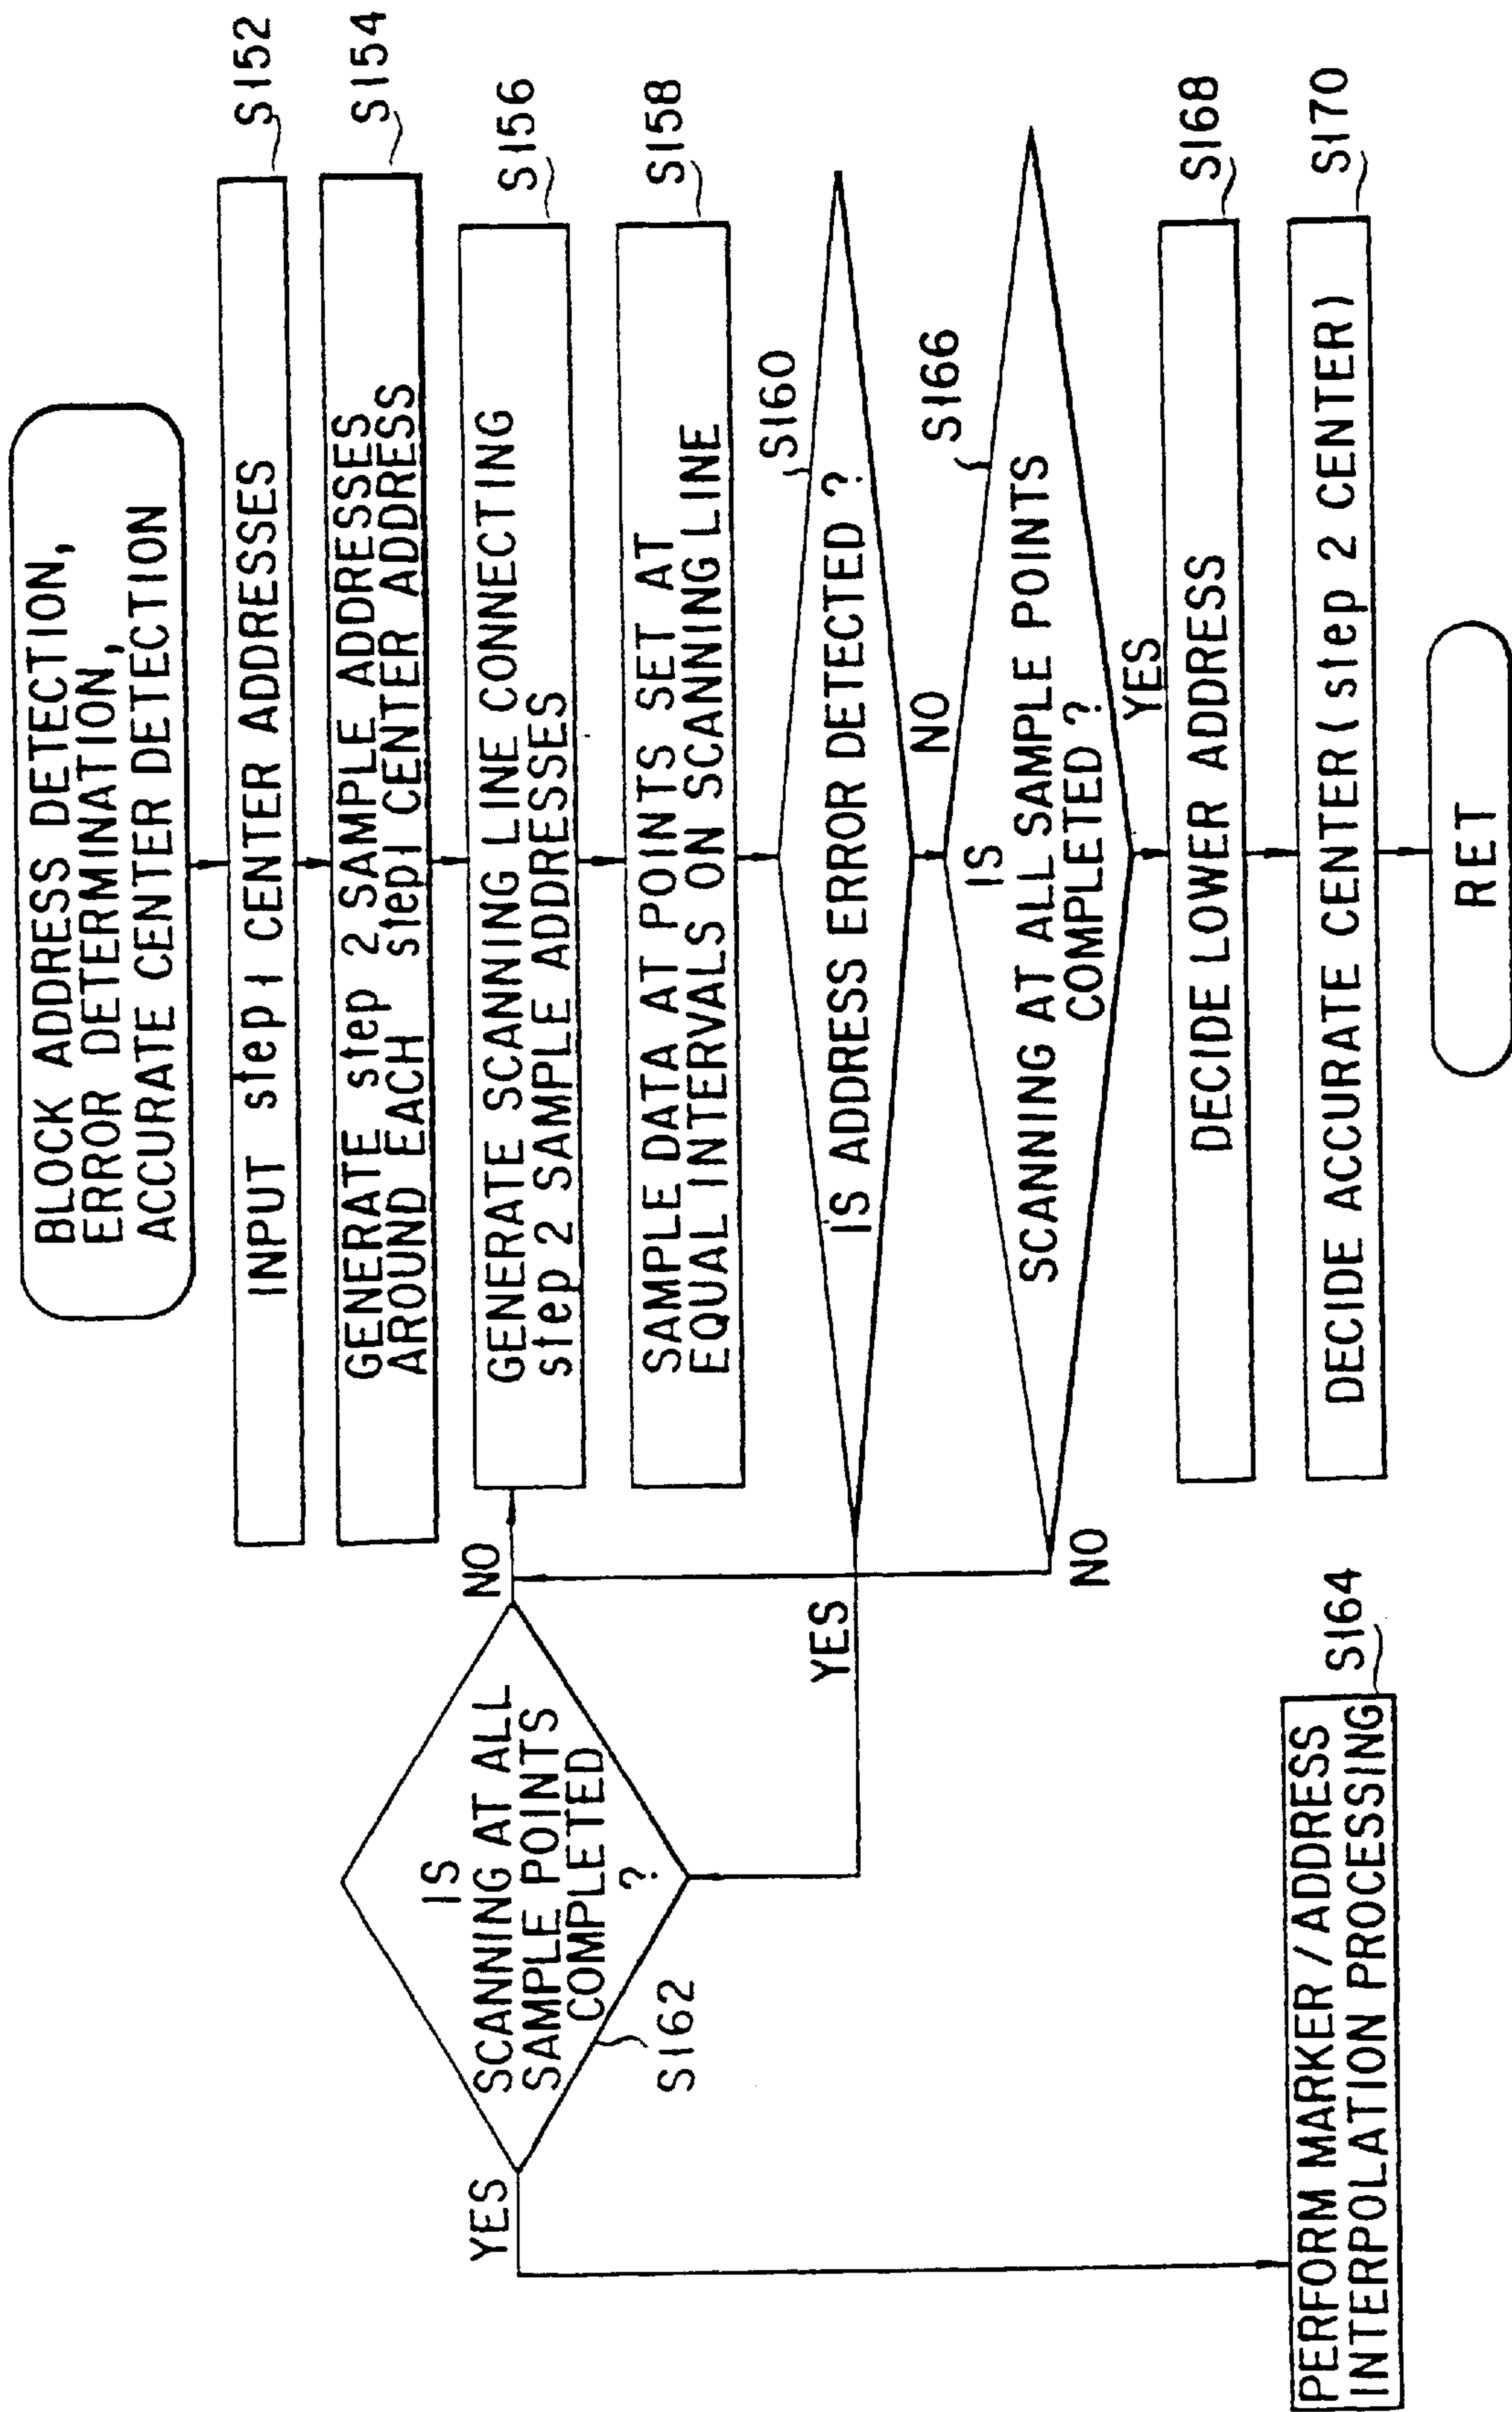 BLOCK ADDRESS DETECTION,
ERROR DETERMINATION,
ACCURATE CENTER DETECTION
INPUT step 1 CENTER ADDRESSES
S152
GENERATE step 2 SAMPLE ADDRESSES
AROUND EACH step1 CENTER ADDRESS
S154
GENERATE SCANNING LINE CONNECTING
step 2 SAMPLE ADDRESSES
S156
SAMPLE DATA AT POINTS SET AT
EQUAL INTERVALS ON SCANNING LINE
S158
IS ADDRESS ERROR DETECTED ?
S160
YES
NO
IS
SCANNING AT ALL
SAMPLE POINTS
COMPLETED
?
S162
YES
NO
PERFORM MARKER / ADDRESS
INTERPOLATION PROCESSING
S164
IS
SCANNING AT ALL SAMPLE POINTS
COMPLETED ?
S166
NO
YES
DECIDE LOWER ADDRESS
S168
DECIDE ACCURATE CENTER (step 2 CENTER)
S170
RET